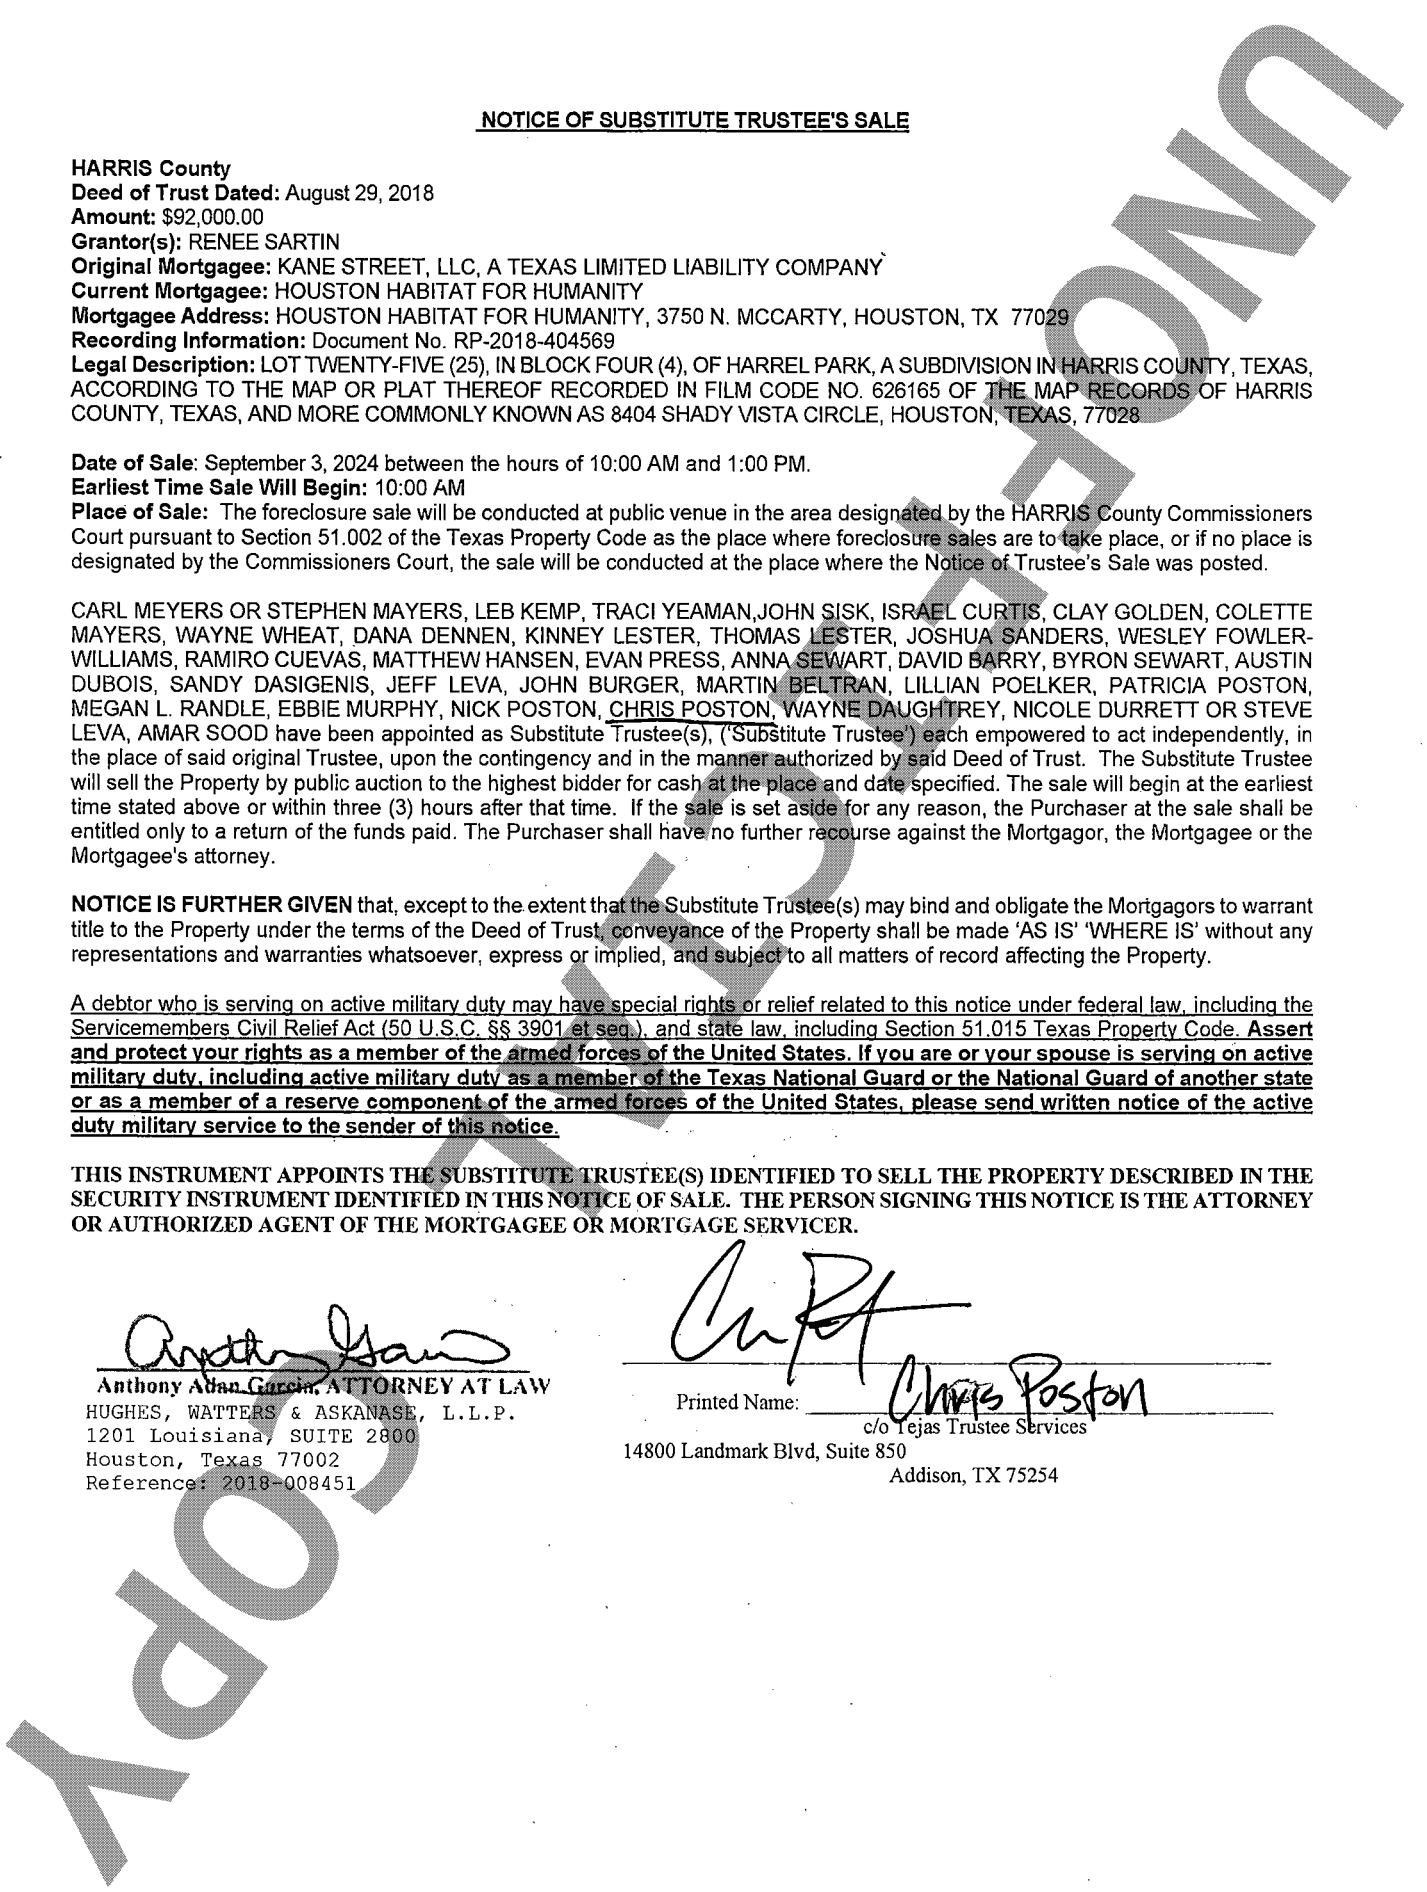 NOTICE OF SUBSTITUTE TRUSTEE'S SALE
HARRIS County
Deed of Trust Dated: August 29, 2018
Amount: $92,000.00
Grantor(s): RENEE SARTIN
Original Mortgagee: KANE STREET, LLC, A TEXAS LIMITED LIABILITY COMPANY
Current Mortgagee: HOUSTON HABITAT FOR HUMANITY
Mortgagee Address: HOUSTON HABITAT FOR HUMANITY, 3750 N. MCCARTY, HOUSTON, TX 77029
Recording Information: Document No. RP-2018-404569
Legal Description: LOT TWENTY-FIVE (25), IN BLOCK FOUR (4), OF HARREL PARK, A SUBDIVISION IN HARRIS COUNTY, TEXAS,
ACCORDING TO THE MAP OR PLAT THEREOF RECORDED IN FILM CODE NO. 626165 OF THE MAP RECORDS OF HARRIS
COUNTY, TEXAS, AND MORE COMMONLY KNOWN AS 8404 SHADY VISTA CIRCLE, HOUSTON, TEXAS, 77028
Date of Sale: September 3, 2024 between the hours of 10:00 AM and 1:00 PM.
Earliest Time Sale Will Begin: 10:00 AM
Place of Sale: The foreclosure sale will be conducted at public venue in the area designated by the HARRIS County Commissioners
Court pursuant to Section 51.002 of the Texas Property Code as the place where foreclosure sales are to take place, or if no place is
designated by the Commissioners Court, the sale will be conducted at the place where the Notice of Trustee's Sale was posted.
CARL MEYERS OR STEPHEN MAYERS, LEB KEMP, TRACI YEAMAN,JOHN SISK, ISRAEL CURTIS, CLAY GOLDEN, COLETTE
MAYERS, WAYNE WHEAT, DANA DENNEN, KINNEY LESTER, THOMAS LESTER, JOSHUA SANDERS, WESLEY FOWLER-
WILLIAMS, RAMIRO CUEVAS, MATTHEW HANSEN, EVAN PRESS, ANNA SEWART, DAVID BARRY, BYRON SEWART, AUSTIN
DUBOIS, SANDY DASIGENIS, JEFF LEVA, JOHN BURGER, MARTIN BELTRAN, LILLIAN POELKER, PATRICIA POSTON,
MEGAN L. RANDLE, EBBIE MURPHY, NICK POSTON, CHRIS POSTON, WAYNE DAUGHTREY, NICOLE DURRETT OR STEVE
LEVA, AMAR SOOD have been appointed as Substitute Trustee(s), ('Substitute Trustee') each empowered to act independently, in
the place of said original Trustee, upon the contingency and in the manner authorized by said Deed of Trust. The Substitute Trustee
will sell the Property by public auction to the highest bidder for cash at the place and date specified. The sale will begin at the earliest
time stated above or within three (3) hours after that time. If the sale is set aside for any reason, the Purchaser at the sale shall be
entitled only to a return of the funds paid. The Purchaser shall have no further recourse against the Mortgagor, the Mortgagee or the
Mortgagee's attorney.
NOTICE IS FURTHER GIVEN that, except to the extent that the Substitute Trustee(s) may bind and obligate the Mortgagors to warrant
title to the Property under the terms of the Deed of Trust, conveyance of the Property shall be made 'AS IS' 'WHERE IS' without any
representations and warranties whatsoever, express or implied, and subject to all matters of record affecting the Property.
A debtor who is serving on active military duty may have special rights or relief related to this notice under federal law, including the
Servicemembers Civil Relief Act (50 U.S.C. §§ 3901 et seq.), and state law, including Section 51.015 Texas Property Code. Assert
and protect your rights as a member of the armed forces of the United States. If you are or your spouse is serving on active
military duty, including active military duty as a member of the Texas National Guard or the National Guard of another state
or as a member of a reserve component of the armed forces of the United States, please send written notice of the active
duty military service to the sender of this notice.
THIS INSTRUMENT APPOINTS THE SUBSTITUTE TRUSTEE(S) IDENTIFIED TO SELL THE PROPERTY DESCRIBED IN THE
SECURITY INSTRUMENT IDENTIFIED IN THIS NOTICE OF SALE. THE PERSON SIGNING THIS NOTICE IS THE ATTORNEY
OR AUTHORIZED AGENT OF THE MORTGAGEE OR MORTGAGE SERVICER.
Anthony Adan Garcia, ATTORNEY AT LAW
HUGHES, WATTERS & ASKANASE, L.L.P.
1201 Louisiana, SUITE 2800
Houston, Texas 77002
Reference: 2018-008451
Printed Name: Chris Poston
c/o Tejas Trustee Services
14800 Landmark Blvd, Suite 850
Addison, TX 75254
UNOFFICIAL COPY